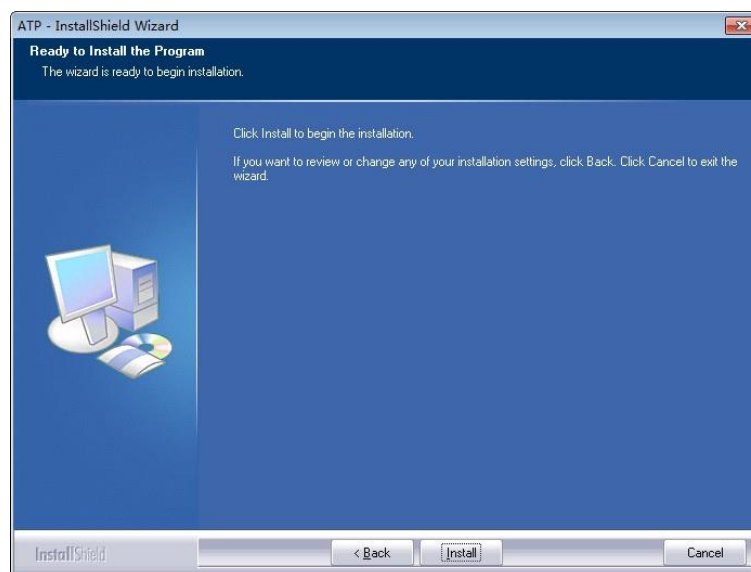 ATP - InstallShield Wizard
Ready to Install the Program
The wizard is ready to begin installation.
Click Install to begin the installation.
If you want to review or change any of your installation settings, click Back. Click Cancel to exit the
wizard.
InstallShield
< Back
Install
Cancel